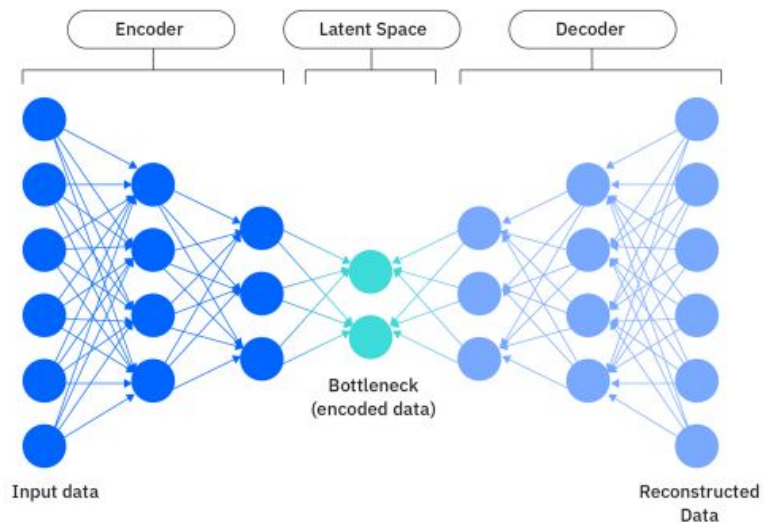 Encoder
Latent Space
Decoder
Bottleneck
(encoded data)
Input data
Reconstructed
Data